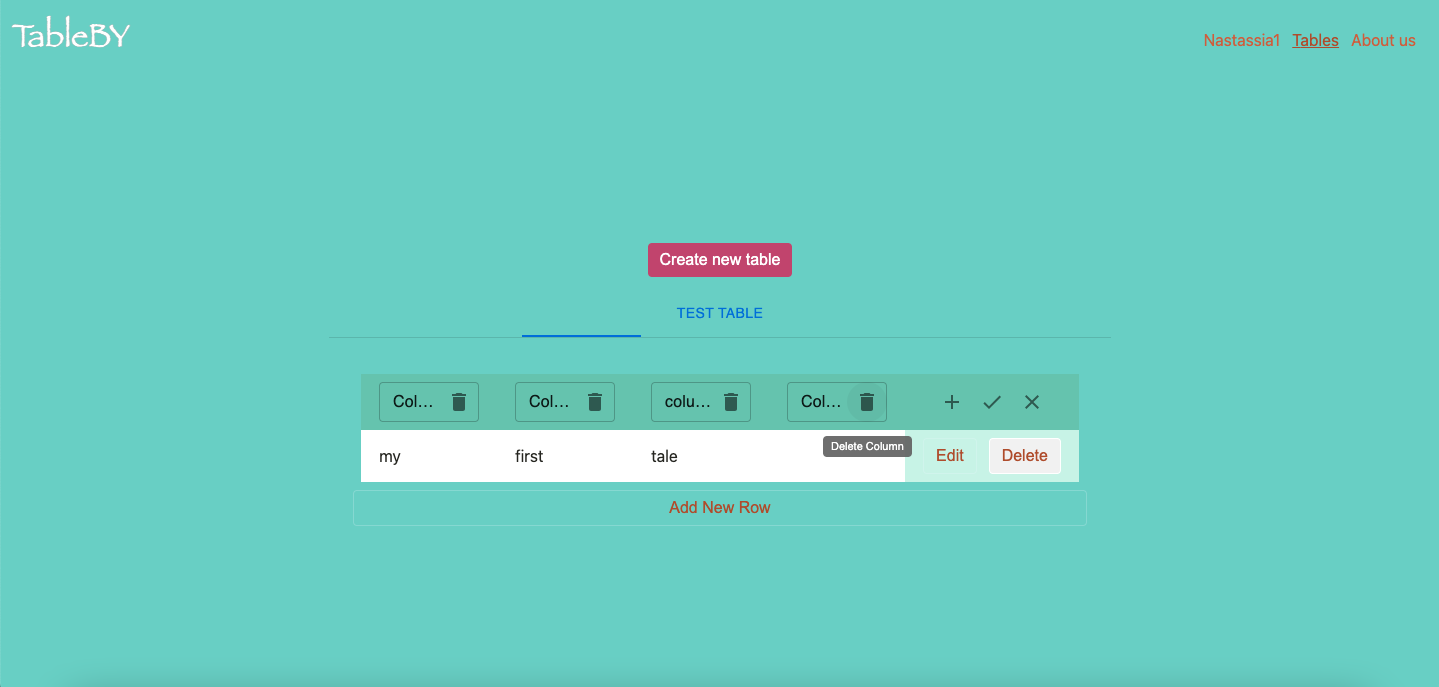 TableBY
Nastassia1 Tables About us
Create new table
TEST TABLE
Col... Col... colu... Col...
Delete Column
my first tale Edit Delete
Add New Row